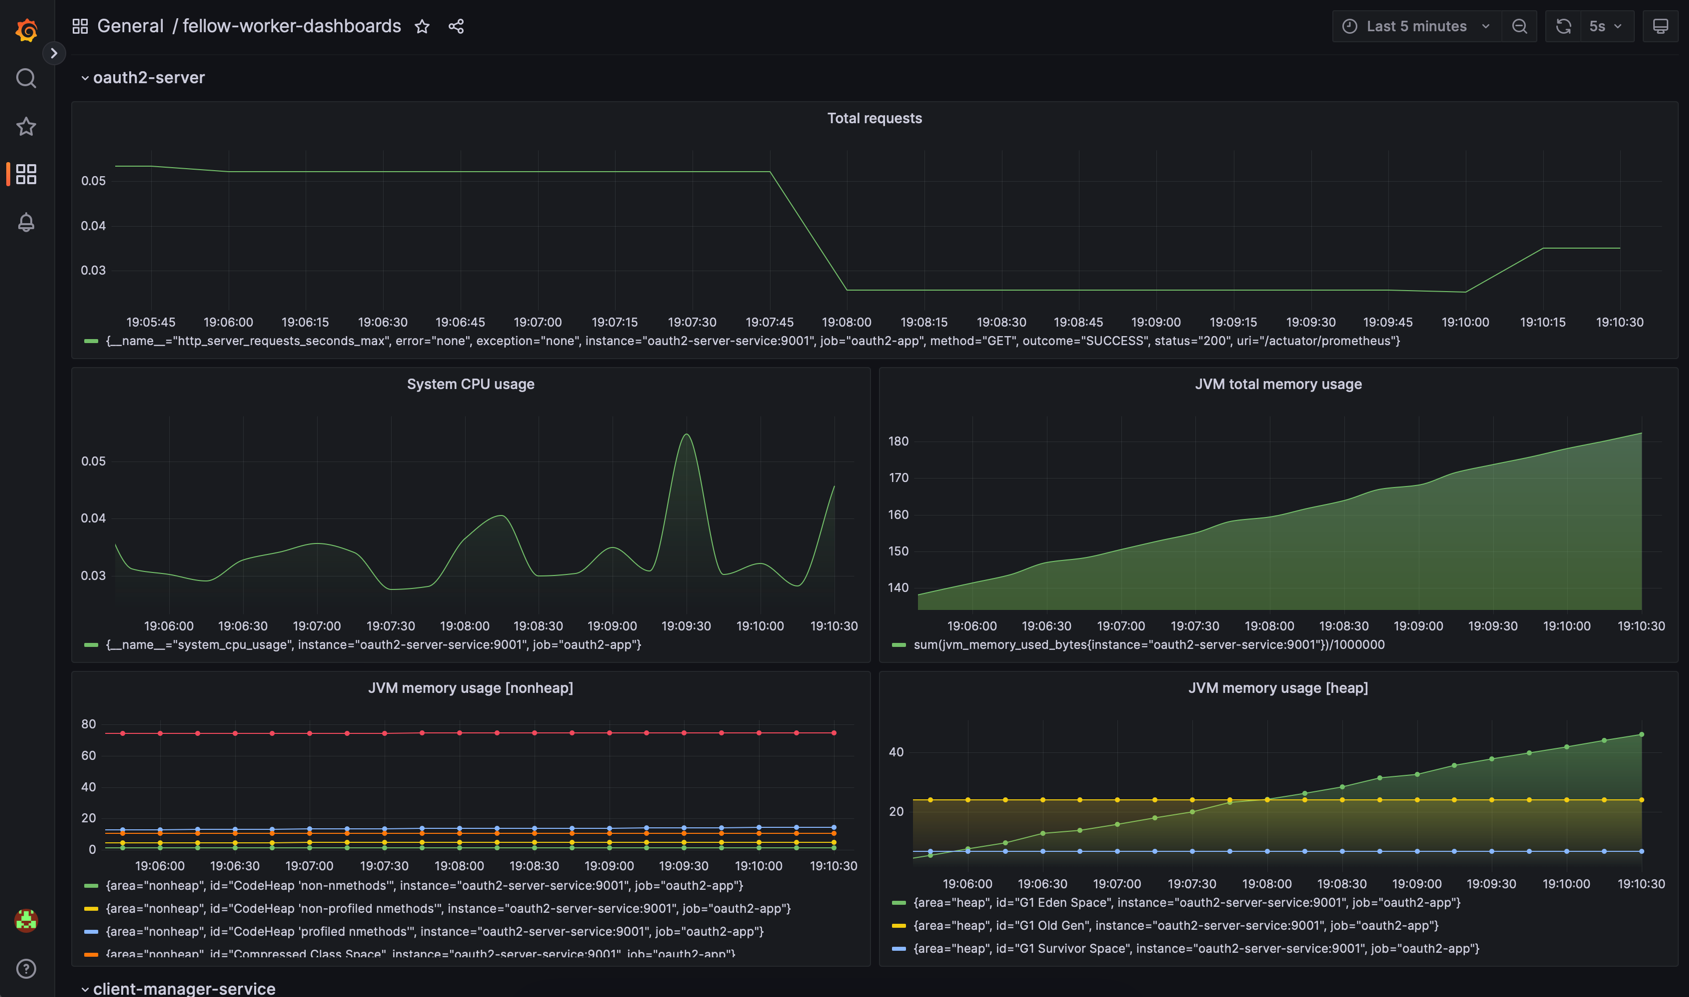 General / fellow-worker-dashboards
Last 5 minutes
5s
oauth2-server
Total requests
0.05
0.04
0.03
19:05:45 19:06:00 19:06:15 19:06:30 19:06:45 19:07:00 19:07:15 19:07:30 19:07:45 19:08:00 19:08:15 19:08:30 19:08:45 19:09:00 19:09:15 19:09:30 19:09:45 19:10:00 19:10:15 19:10:30
{__name__="http_server_requests_seconds_max", error="none", exception="none", instance="oauth2-server-service:9001", job="oauth2-app", method="GET", outcome="SUCCESS", status="200", uri="/actuator/prometheus"}
System CPU usage
0.05
0.04
0.03
19:06:00 19:06:30 19:07:00 19:07:30 19:08:00 19:08:30 19:09:00 19:09:30 19:10:00 19:10:30
{__name__="system_cpu_usage", instance="oauth2-server-service:9001", job="oauth2-app"}
JVM total memory usage
180
170
160
150
140
19:06:00 19:06:30 19:07:00 19:07:30 19:08:00 19:08:30 19:09:00 19:09:30 19:10:00 19:10:30
sum(jvm_memory_used_bytes{instance="oauth2-server-service:9001"})/1000000
JVM memory usage [nonheap]
80
60
40
20
0
19:06:00 19:06:30 19:07:00 19:07:30 19:08:00 19:08:30 19:09:00 19:09:30 19:10:00 19:10:30
{area="nonheap", id="CodeHeap 'non-nmethods'", instance="oauth2-server-service:9001", job="oauth2-app"}
{area="nonheap", id="CodeHeap 'non-profiled nmethods'", instance="oauth2-server-service:9001", job="oauth2-app"}
{area="nonheap", id="CodeHeap 'profiled nmethods'", instance="oauth2-server-service:9001", job="oauth2-app"}
{area="nonheap", id="Compressed Class Space", instance="oauth2-server-service:9001", job="oauth2-app"}
JVM memory usage [heap]
40
20
19:06:00 19:06:30 19:07:00 19:07:30 19:08:00 19:08:30 19:09:00 19:09:30 19:10:00 19:10:30
{area="heap", id="G1 Eden Space", instance="oauth2-server-service:9001", job="oauth2-app"}
{area="heap", id="G1 Old Gen", instance="oauth2-server-service:9001", job="oauth2-app"}
{area="heap", id="G1 Survivor Space", instance="oauth2-server-service:9001", job="oauth2-app"}
client-manager-service